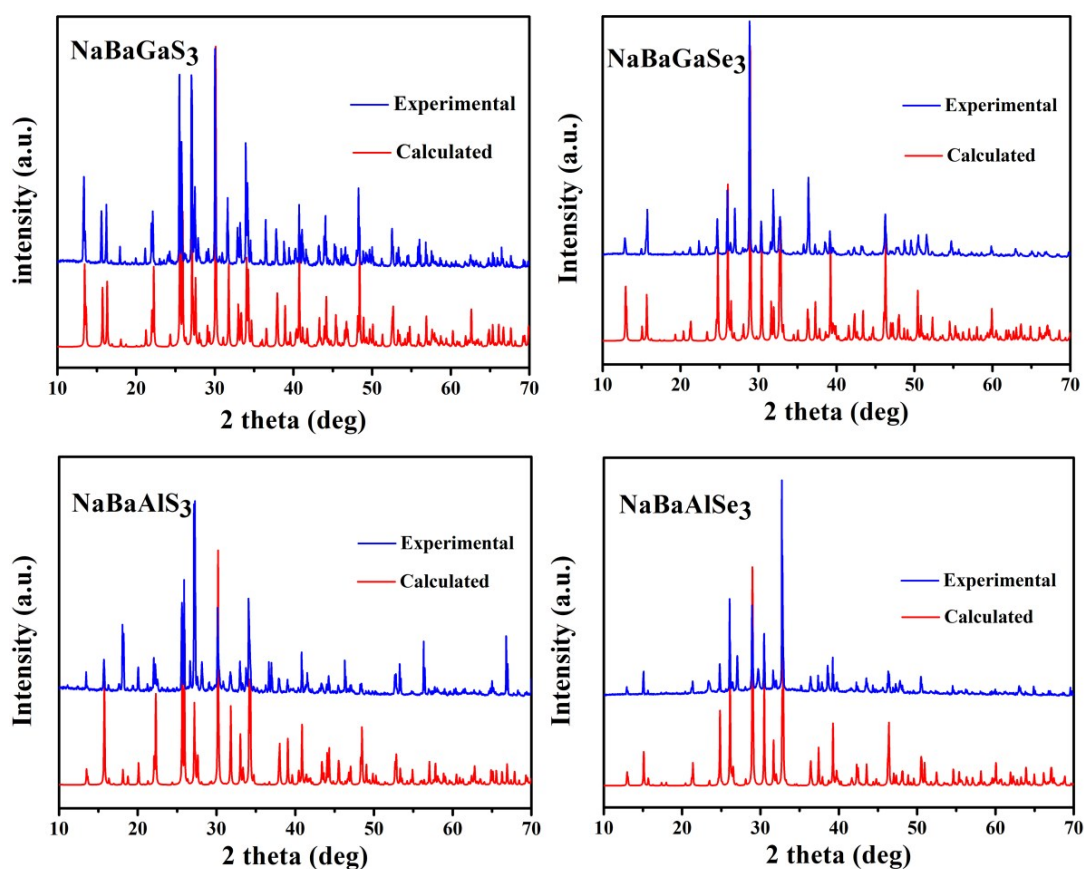 NaBaGaS3
Experimental
Calculated
intensity (a.u.)
10 20 30 40 50 60 70
2 theta (deg)
NaBaGaSe3
Experimental
Calculated
Intensity (a.u.)
10 20 30 40 50 60 70
2 theta (deg)
NaBaAlS3
Experimental
Calculated
Intensity (a.u.)
10 20 30 40 50 60 70
2 theta (deg)
NaBaAlSe3
Experimental
Calculated
Intensity (a.u.)
10 20 30 40 50 60 70
2 theta (deg)